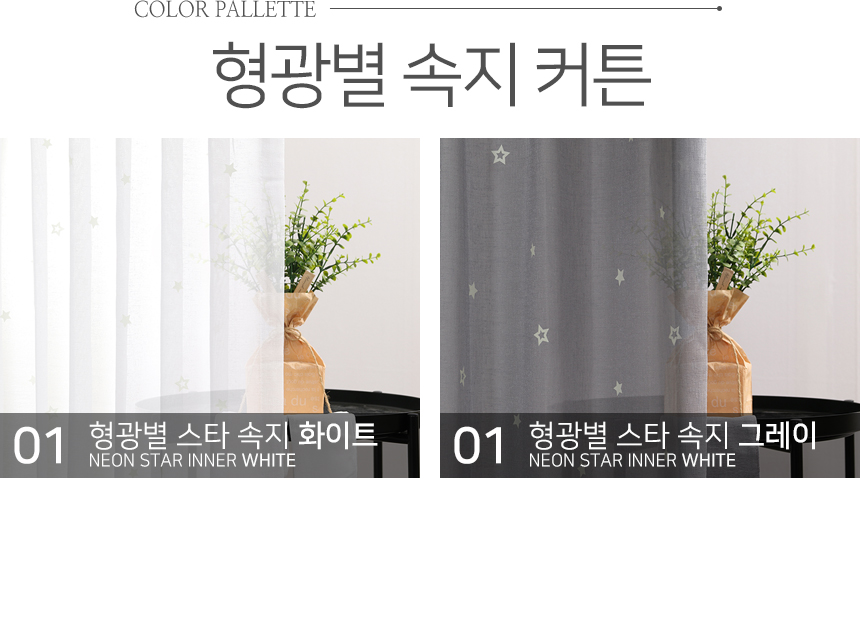 COLOR PALLETTE
형광별 속지 커튼
01
형광별 스타 속지 화이트
NEON STAR INNER WHITE
01
형광별 스타 속지 그레이
NEON STAR INNER WHITE